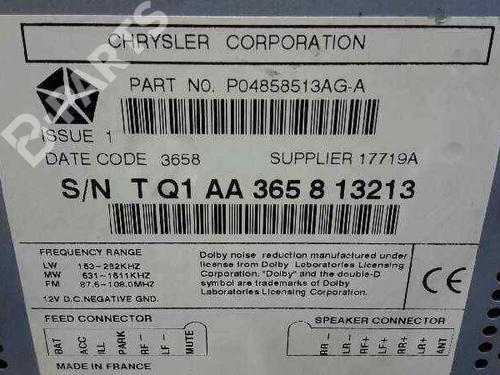 CHRYSLER CORPORATION
PART NO. P04858513AG-A
ISSUE 1
DATE CODE 3658 SUPPLIER 17719A
S/N T Q1 AA 365 8 13213
FREQUENCY RANGE
LW 153-282KHZ
MW 531-1611KHZ
FM 87.5-108.0MHZ
12V D.C.NEGATIVE GND.
Dolby noise reduction manufactured under
license from Dolby Laboratories Licensing
Corporation. "Dolby" and the double-D
symbol are trademarks of Dolby
Laboratories Licensing Corporation.
CE
FEED CONNECTOR
BAT
ACC
ILL
PARK
RF -
LF -
MUTE
SPEAKER CONNECTOR
RR -
LR -
RF+
LF+
RR+
LR+
ANT
MADE IN FRANCE
B-PARTS